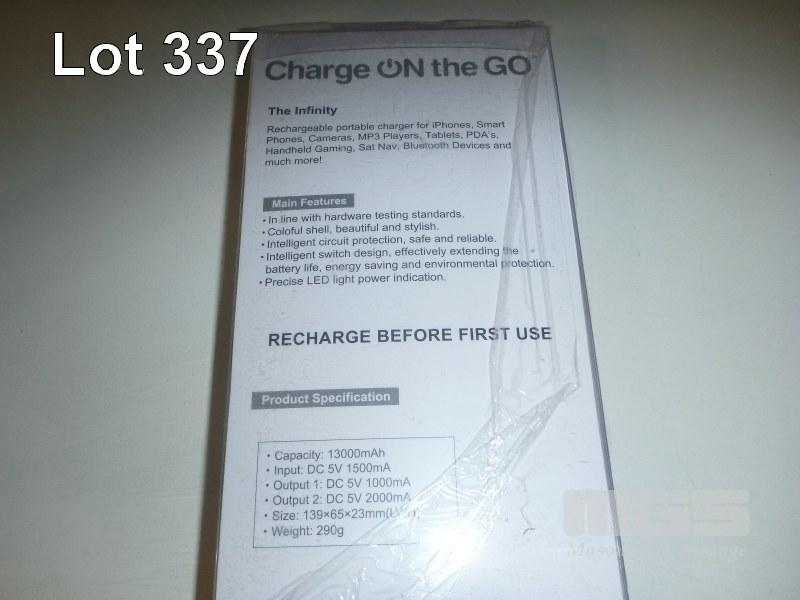 Lot 337
Charge ON the GO
The Infinity
Rechargeable portable charger for iPhones, Smart
Phones, Cameras, MP3 Players, Tablets, PDA's,
Handheld Gaming, Sat Nav, Bluetooth Devices and
much more!
Main Features
• In line with hardware testing standards.
• Coloful shell, beautiful and stylish.
• Intelligent circuit protection, safe and reliable.
• Intelligent switch design, effectively extending the
battery life, energy saving and environmental protection.
• Precise LED light power indication.
RECHARGE BEFORE FIRST USE
Product Specification
• Capacity: 13000mAh
• Input: DC 5V 1500mA
• Output 1: DC 5V 1000mA
• Output 2: DC 5V 2000mA
• Size: 139×65×23mm
• Weight: 290g
MGS